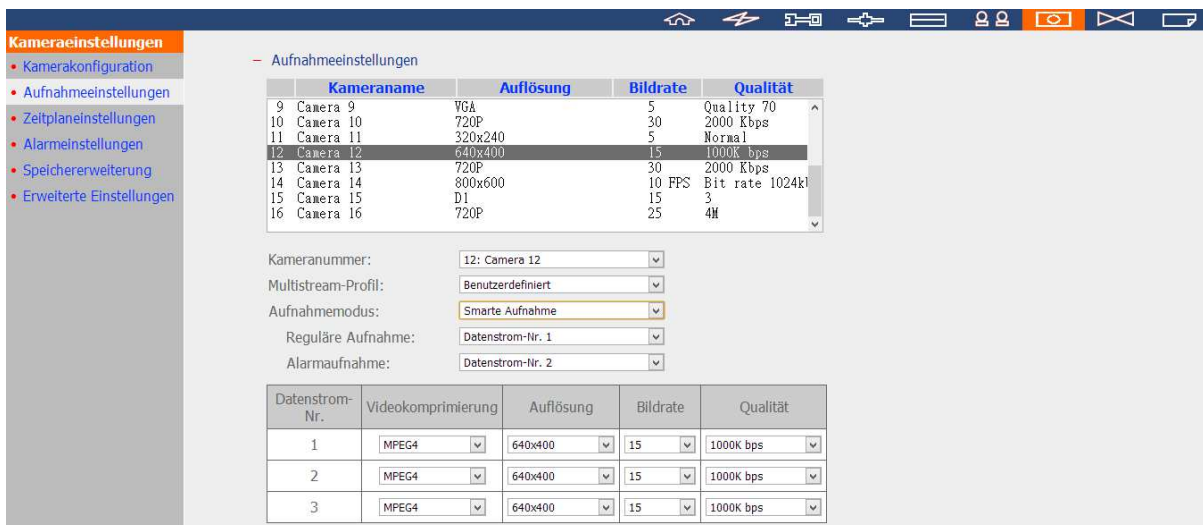 Kameraeinstellungen
Kamerakonfiguration
Aufnahmeeinstellungen
Zeitplaneinstellungen
Alarmeinstellungen
Speichererweiterung
Erweiterte Einstellungen
– Aufnahmeeinstellungen
Kameraname Auflösung Bildrate Qualität
9 Camera 9 VGA 5 Quality 70
10 Camera 10 720P 30 2000 Kbps
11 Camera 11 320x240 5 Normal
12 Camera 12 640x400 15 1000K bps
13 Camera 13 720P 30 2000 Kbps
14 Camera 14 800x600 10 FPS Bit rate 1024k
15 Camera 15 D1 15 3
16 Camera 16 720P 25 4M
Kameranummer: 12: Camera 12
Multistream-Profil: Benutzerdefiniert
Aufnahmemodus: Smarte Aufnahme
Reguläre Aufnahme: Datenstrom-Nr. 1
Alarmaufnahme: Datenstrom-Nr. 2
Datenstrom-Nr. Videokomprimierung Auflösung Bildrate Qualität
1 MPEG4 640x400 15 1000K bps
2 MPEG4 640x400 15 1000K bps
3 MPEG4 640x400 15 1000K bps